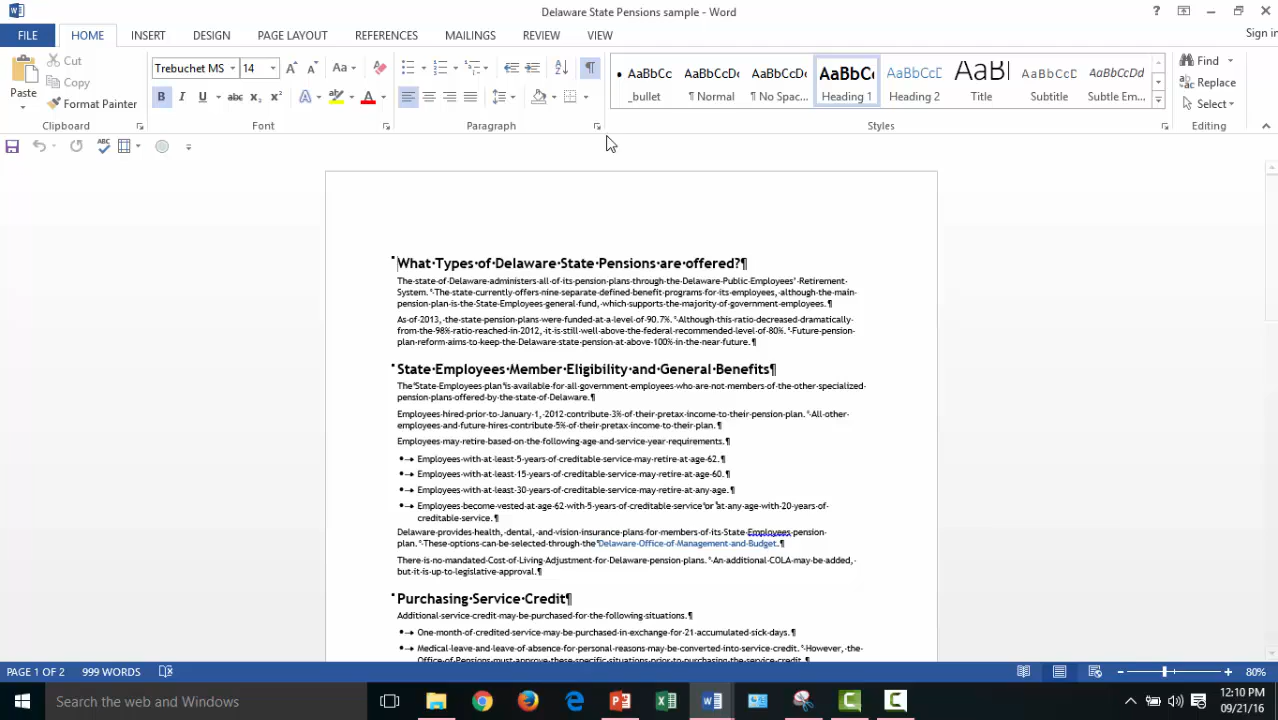 Delaware State Pensions sample - Word
Sign in
FILE HOME INSERT DESIGN PAGE LAYOUT REFERENCES MAILINGS REVIEW VIEW
Paste
Cut
Copy
Format Painter
Clipboard
Trebuchet MS 14
Font
Paragraph
AaBbCc AaBbCcDc AaBbCcDc AaBbCc AaBbCcD AaBl AaBbCcD AaBbCcDd
_bullet ¶ Normal ¶ No Spac... Heading 1 Heading 2 Title Subtitle Subtle Em...
Styles
Find
Replace
Select
Editing
What·Types·of·Delaware·State·Pensions·are·offered?¶
The·state·of·Delaware·administers·all·of·its·pension·plans·through·the·Delaware·Public·Employees'·Retirement·
System.°·The·state·currently·offers·nine·separate·defined·benefit·programs·for·its·employees,·although·the·main·
pension·plan·is·the·State·Employees·general·fund,·which·supports·the·majority·of·government·employees.¶
As·of·2013,·the·state·pension·plans·were·funded·at·a·level·of·90.7%.°·Although·this·ratio·decreased·dramatically·
from·the·98%·ratio·reached·in·2012,·it·is·still·well·above·the·federal·recommended·level·of·80%.°·Future·pension·
plan·reform·aims·to·keep·the·Delaware·state·pension·at·above·100%·in·the·near·future.¶
State·Employees·Member·Eligibility·and·General·Benefits¶
The°State·Employees·plan°is·available·for·all·government·employees·who·are·not·members·of·the·other·specialized·
pension·plans·offered·by·the·state·of·Delaware.¶
Employees·hired·prior·to·January·1,·2012·contribute·3%·of·their·pretax·income·to·their·pension·plan.°·All·other·
employees·and·future·hires·contribute·5%·of·their·pretax·income·to·their·plan.¶
Employees·may·retire·based·on·the·following·age·and·service·year·requirements.¶
•→Employees·with·at·least·5·years·of·creditable·service·may·retire·at·age·62.¶
•→Employees·with·at·least·15·years·of·creditable·service·may·retire·at·age·60.¶
•→Employees·with·at·least·30·years·of·creditable·service·may·retire·at·any·age.¶
•→Employees·become·vested·at·age·62·with·5·years·of·creditable·service°or°at·any·age·with·20·years·of·
creditable·service.¶
Delaware·provides·health,·dental,·and·vision·insurance·plans·for·members·of·its·State·Employees·pension·
plan.°·These·options·can·be·selected·through·the°Delaware·Office·of·Management·and·Budget.¶
There·is·no·mandated·Cost·of·Living·Adjustment·for·Delaware·pension·plans.°·An·additional·COLA·may·be·added,·
but·it·is·up·to·legislative·approval.¶
Purchasing·Service·Credit¶
Additional·service·credit·may·be·purchased·for·the·following·situations.¶
•→One·month·of·credited·service·may·be·purchased·in·exchange·for·21·accumulated·sick·days.¶
•→Medical·leave·and·leave·of·absence·for·personal·reasons·may·be·converted·into·service·credit.°·However,·the·
Office·of·Pensions·must·approve·these·specific·situations·prior·to·purchasing·the·service·credit.¶
PAGE 1 OF 2 999 WORDS 80%
Search the web and Windows
12:10 PM
09/21/16